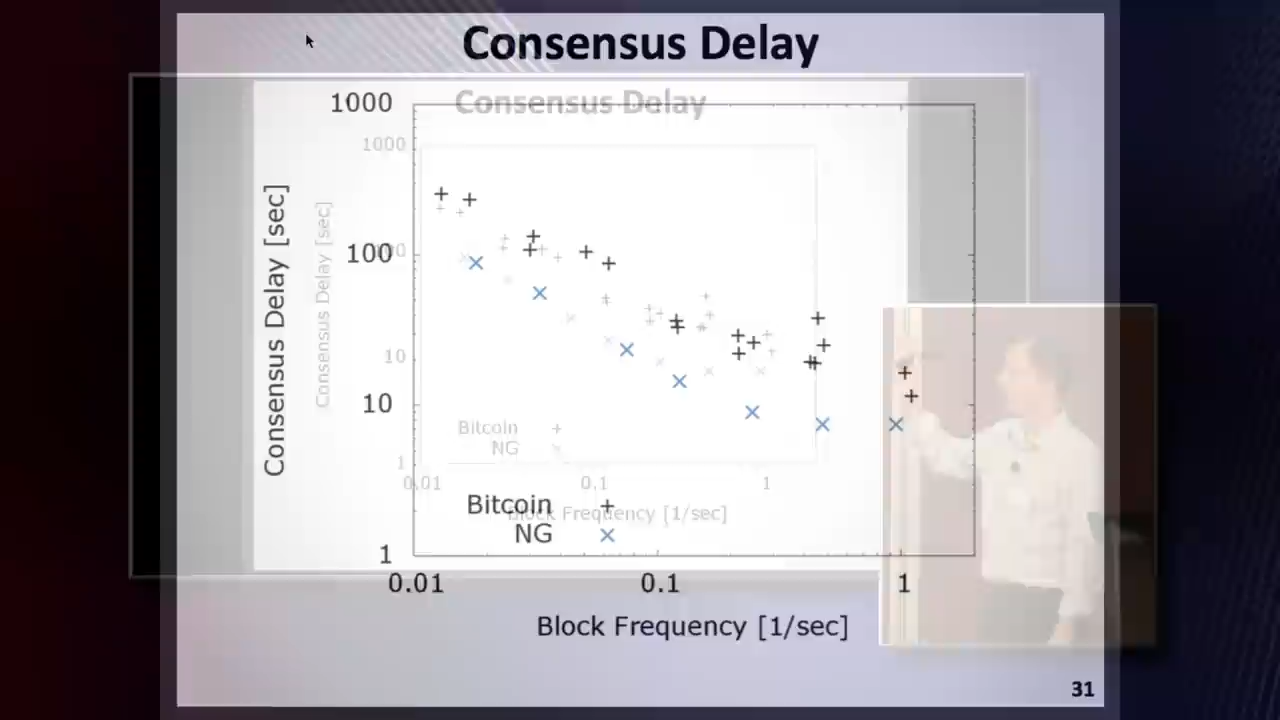 Consensus Delay
Consensus Delay
1000
1000
Consensus Delay [sec]
Consensus Delay [sec]
100
100
10
10
Bitcoin
NG
1
0.01
0.1
1
Block Frequency [1/sec]
Bitcoin
NG
1
0.01
0.1
1
Block Frequency [1/sec]
31